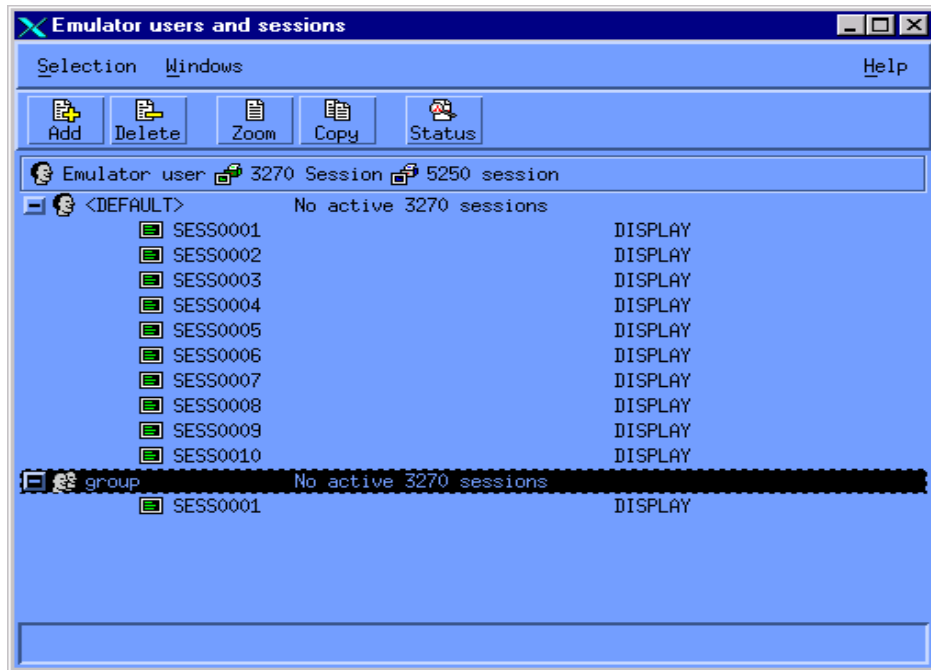 Emulator users and sessions
Selection Windows Help
Add Delete Zoom Copy Status
Emulator user 3270 Session 5250 session
<DEFAULT> No active 3270 sessions
SESS0001 DISPLAY
SESS0002 DISPLAY
SESS0003 DISPLAY
SESS0004 DISPLAY
SESS0005 DISPLAY
SESS0006 DISPLAY
SESS0007 DISPLAY
SESS0008 DISPLAY
SESS0009 DISPLAY
SESS0010 DISPLAY
group No active 3270 sessions
SESS0001 DISPLAY